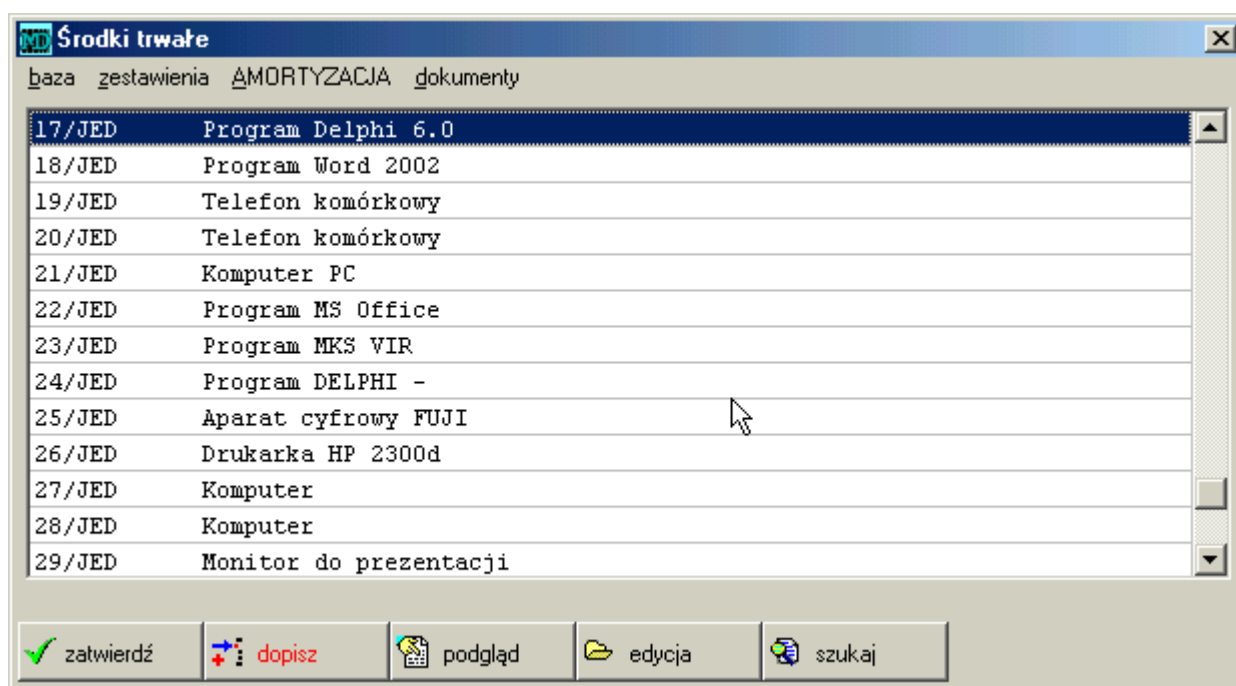 MD Środki trwałe
baza zestawienia AMORTYZACJA dokumenty
17/JED Program Delphi 6.0
18/JED Program Word 2002
19/JED Telefon komórkowy
20/JED Telefon komórkowy
21/JED Komputer PC
22/JED Program MS Office
23/JED Program MKS VIR
24/JED Program DELPHI -
25/JED Aparat cyfrowy FUJI
26/JED Drukarka HP 2300d
27/JED Komputer
28/JED Komputer
29/JED Monitor do prezentacji
zatwierdź dopisz podgląd edycja szukaj